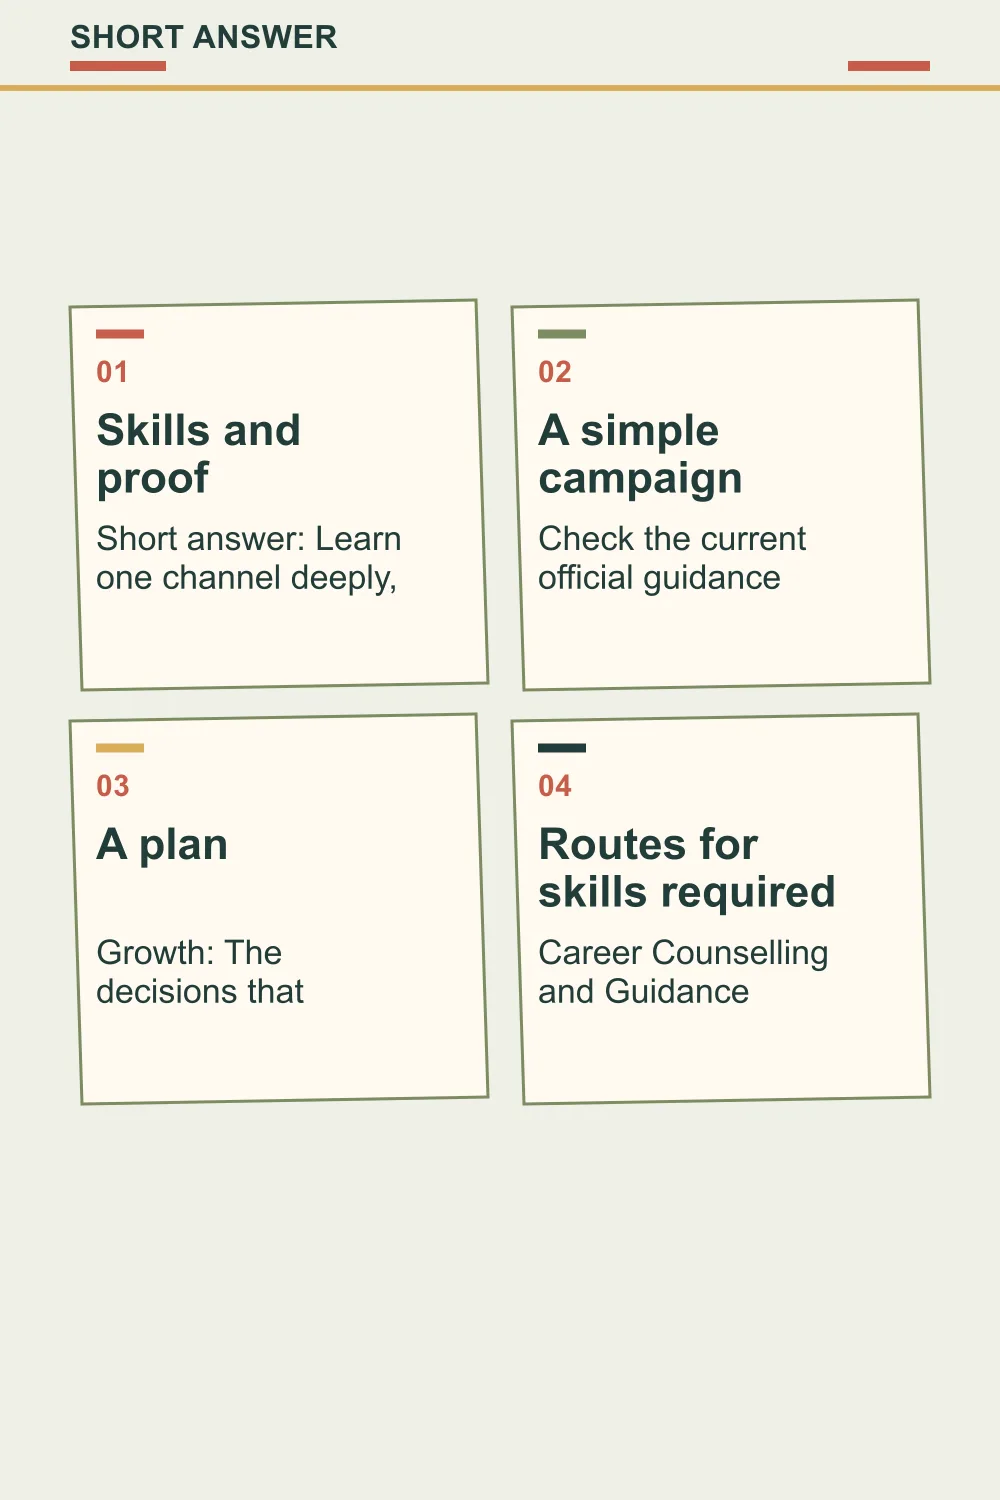 SHORT ANSWER
01
Skills and
proof
Short answer: Learn
one channel deeply,
02
A simple
campaign
Check the current
official guidance
03
A plan
Growth: The
decisions that
04
Routes for
skills required
Career Counselling
and Guidance